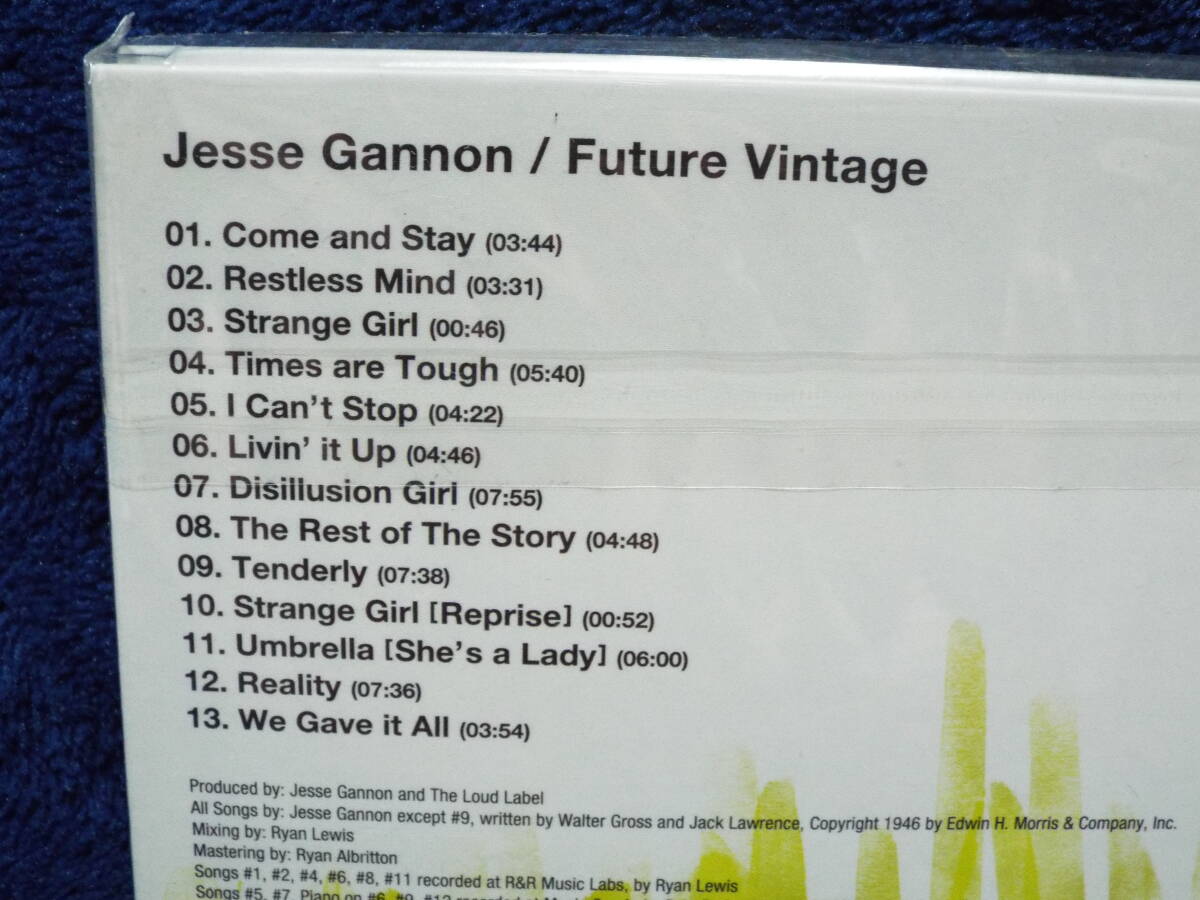 Jesse Gannon / Future Vintage
01. Come and Stay (03:44)
02. Restless Mind (03:31)
03. Strange Girl (00:46)
04. Times are Tough (05:40)
05. I Can't Stop (04:22)
06. Livin' it Up (04:46)
07. Disillusion Girl (07:55)
08. The Rest of The Story (04:48)
09. Tenderly (07:38)
10. Strange Girl [Reprise] (00:52)
11. Umbrella [She's a Lady] (06:00)
12. Reality (07:36)
13. We Gave it All (03:54)
Produced by: Jesse Gannon and The Loud Label
All Songs by: Jesse Gannon except #9, written by Walter Gross and Jack Lawrence, Copyright 1946 by Edwin H. Morris & Company, Inc.
Mixing by: Ryan Lewis
Mastering by: Ryan Albritton
Songs #1, #2, #4, #6, #8, #11 recorded at R&R Music Labs, by Ryan Lewis
Songs #5, #7, Piano on #6, #9, #12 recorded at Music